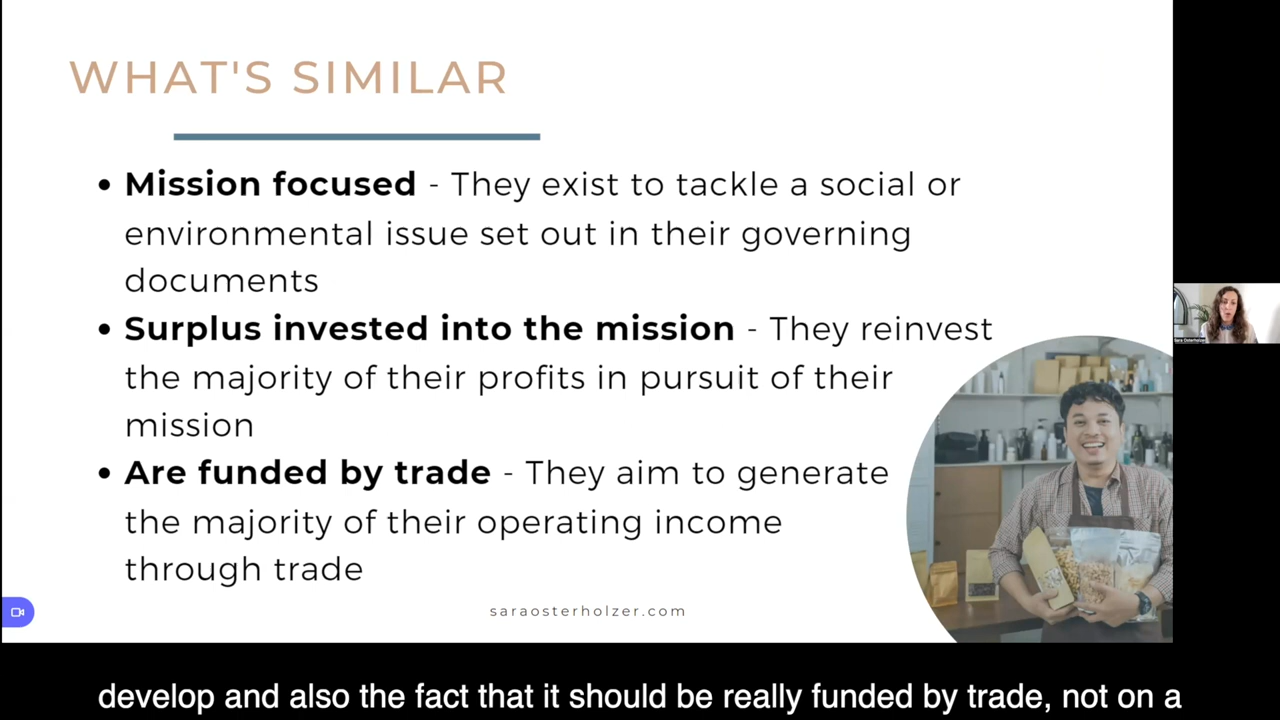 WHAT'S SIMILAR
• Mission focused - They exist to tackle a social or
environmental issue set out in their governing
documents
• Surplus invested into the mission - They reinvest
the majority of their profits in pursuit of their
mission
• Are funded by trade - They aim to generate
the majority of their operating income
through trade
saraosterholzer.com
Sara Osterholzer
develop and also the fact that it should be really funded by trade, not on a